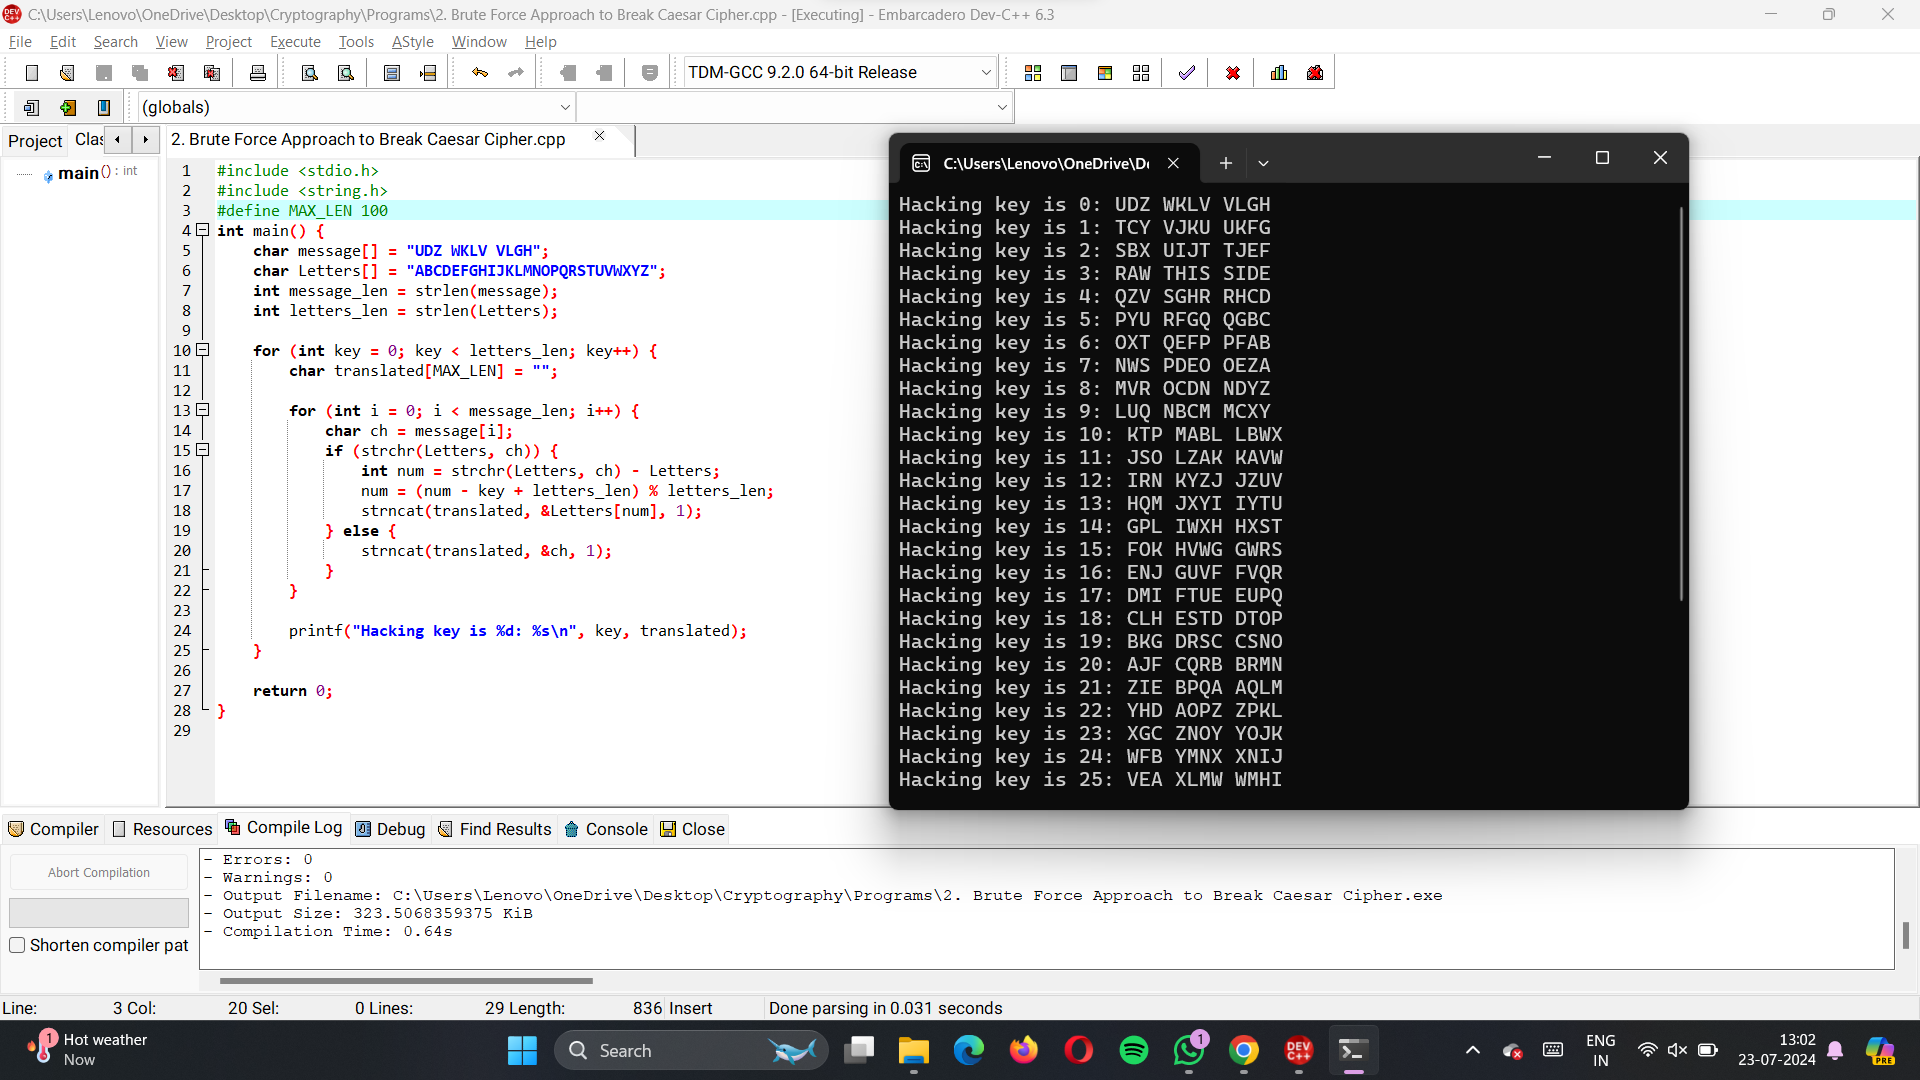 C:\Users\Lenovo\OneDrive\Desktop\Cryptography\Programs\2. Brute Force Approach to Break Caesar Cipher.cpp - [Executing] - Embarcadero Dev-C++ 6.3
File Edit Search View Project Execute Tools AStyle Window Help
TDM-GCC 9.2.0 64-bit Release
(globals)
Project Clas 2. Brute Force Approach to Break Caesar Cipher.cpp
main() : int
1 #include <stdio.h>
2 #include <string.h>
3 #define MAX_LEN 100
4 int main() {
5 char message[] = "UDZ WKLV VLGH";
6 char Letters[] = "ABCDEFGHIJKLMNOPQRSTUVWXYZ";
7 int message_len = strlen(message);
8 int letters_len = strlen(Letters);
9
10 for (int key = 0; key < letters_len; key++) {
11 char translated[MAX_LEN] = "";
12
13 for (int i = 0; i < message_len; i++) {
14 char ch = message[i];
15 if (strchr(Letters, ch)) {
16 int num = strchr(Letters, ch) - Letters;
17 num = (num - key + letters_len) % letters_len;
18 strncat(translated, &Letters[num], 1);
19 } else {
20 strncat(translated, &ch, 1);
21 }
22 }
23
24 printf("Hacking key is %d: %s\n", key, translated);
25 }
26
27 return 0;
28 }
29
C:\Users\Lenovo\OneDrive\De
Hacking key is 0: UDZ WKLV VLGH
Hacking key is 1: TCY VJKU UKFG
Hacking key is 2: SBX UIJT TJEF
Hacking key is 3: RAW THIS SIDE
Hacking key is 4: QZV SGHR RHCD
Hacking key is 5: PYU RFGQ QGBC
Hacking key is 6: OXT QEFP PFAB
Hacking key is 7: NWS PDEO OEZA
Hacking key is 8: MVR OCDN NDYZ
Hacking key is 9: LUQ NBCM MCXY
Hacking key is 10: KTP MABL LBWX
Hacking key is 11: JSO LZAK KAVW
Hacking key is 12: IRN KYZJ JZUV
Hacking key is 13: HQM JXYI IYTU
Hacking key is 14: GPL IWXH HXST
Hacking key is 15: FOK HVWG GWRS
Hacking key is 16: ENJ GUVF FVQR
Hacking key is 17: DMI FTUE EUPQ
Hacking key is 18: CLH ESTD DTOP
Hacking key is 19: BKG DRSC CSNO
Hacking key is 20: AJF CQRB BRMN
Hacking key is 21: ZIE BPQA AQLM
Hacking key is 22: YHD AOPZ ZPKL
Hacking key is 23: XGC ZNOY YOJK
Hacking key is 24: WFB YMNX XNIJ
Hacking key is 25: VEA XLMW WMHI
Compiler Resources Compile Log Debug Find Results Console Close
Abort Compilation
Shorten compiler pat
- Errors: 0
- Warnings: 0
- Output Filename: C:\Users\Lenovo\OneDrive\Desktop\Cryptography\Programs\2. Brute Force Approach to Break Caesar Cipher.exe
- Output Size: 323.5068359375 KiB
- Compilation Time: 0.64s
Line: 3 Col: 20 Sel: 0 Lines: 29 Length: 836 Insert Done parsing in 0.031 seconds
1 Hot weather
Now
Search
1
DEV C++
ENG
IN
13:02
23-07-2024
PRE